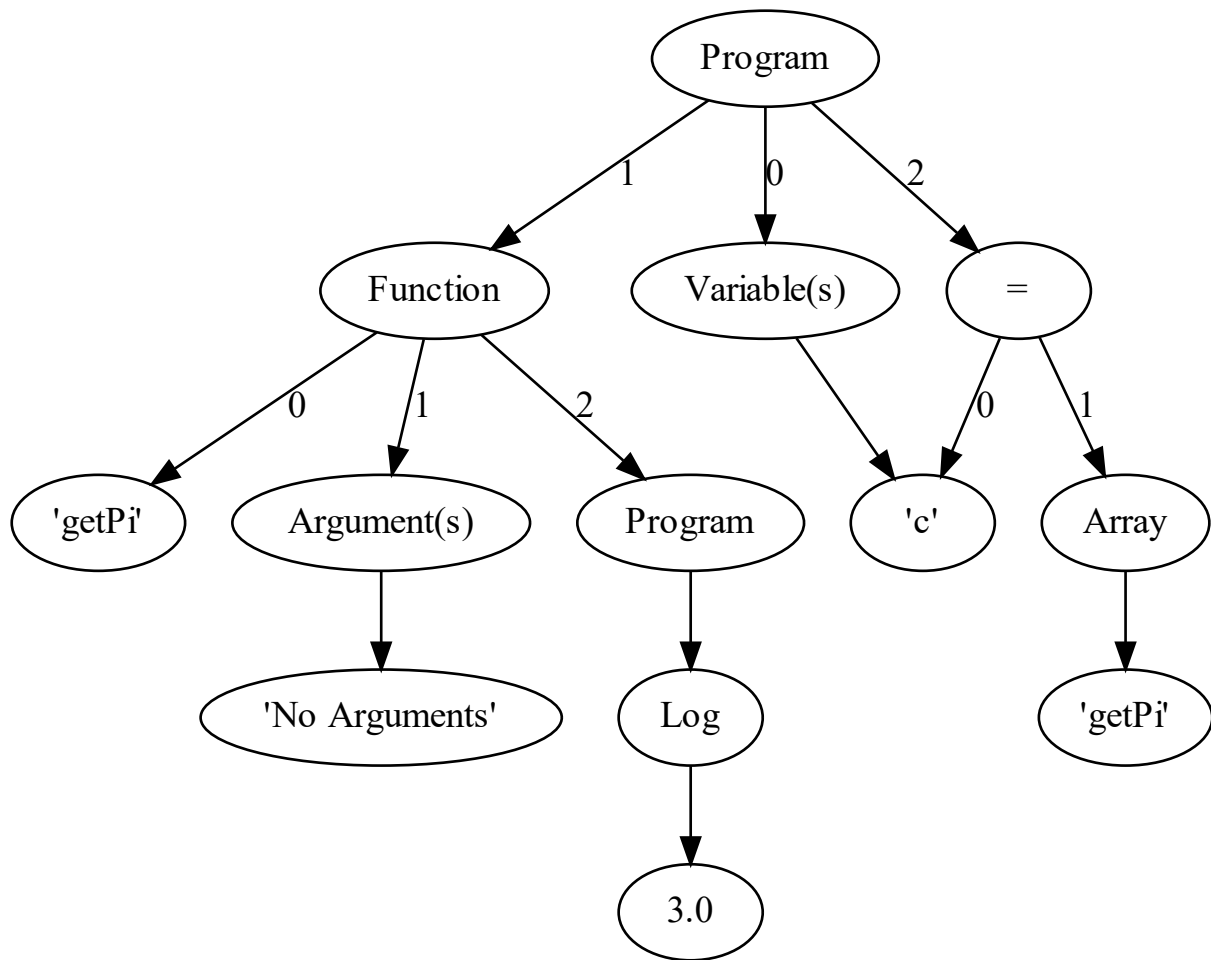 Program
1
0
2
Function
Variable(s)
=
0
1
2
0
1
'getPi'
Argument(s)
Program
'c'
Array
'No Arguments'
Log
'getPi'
3.0